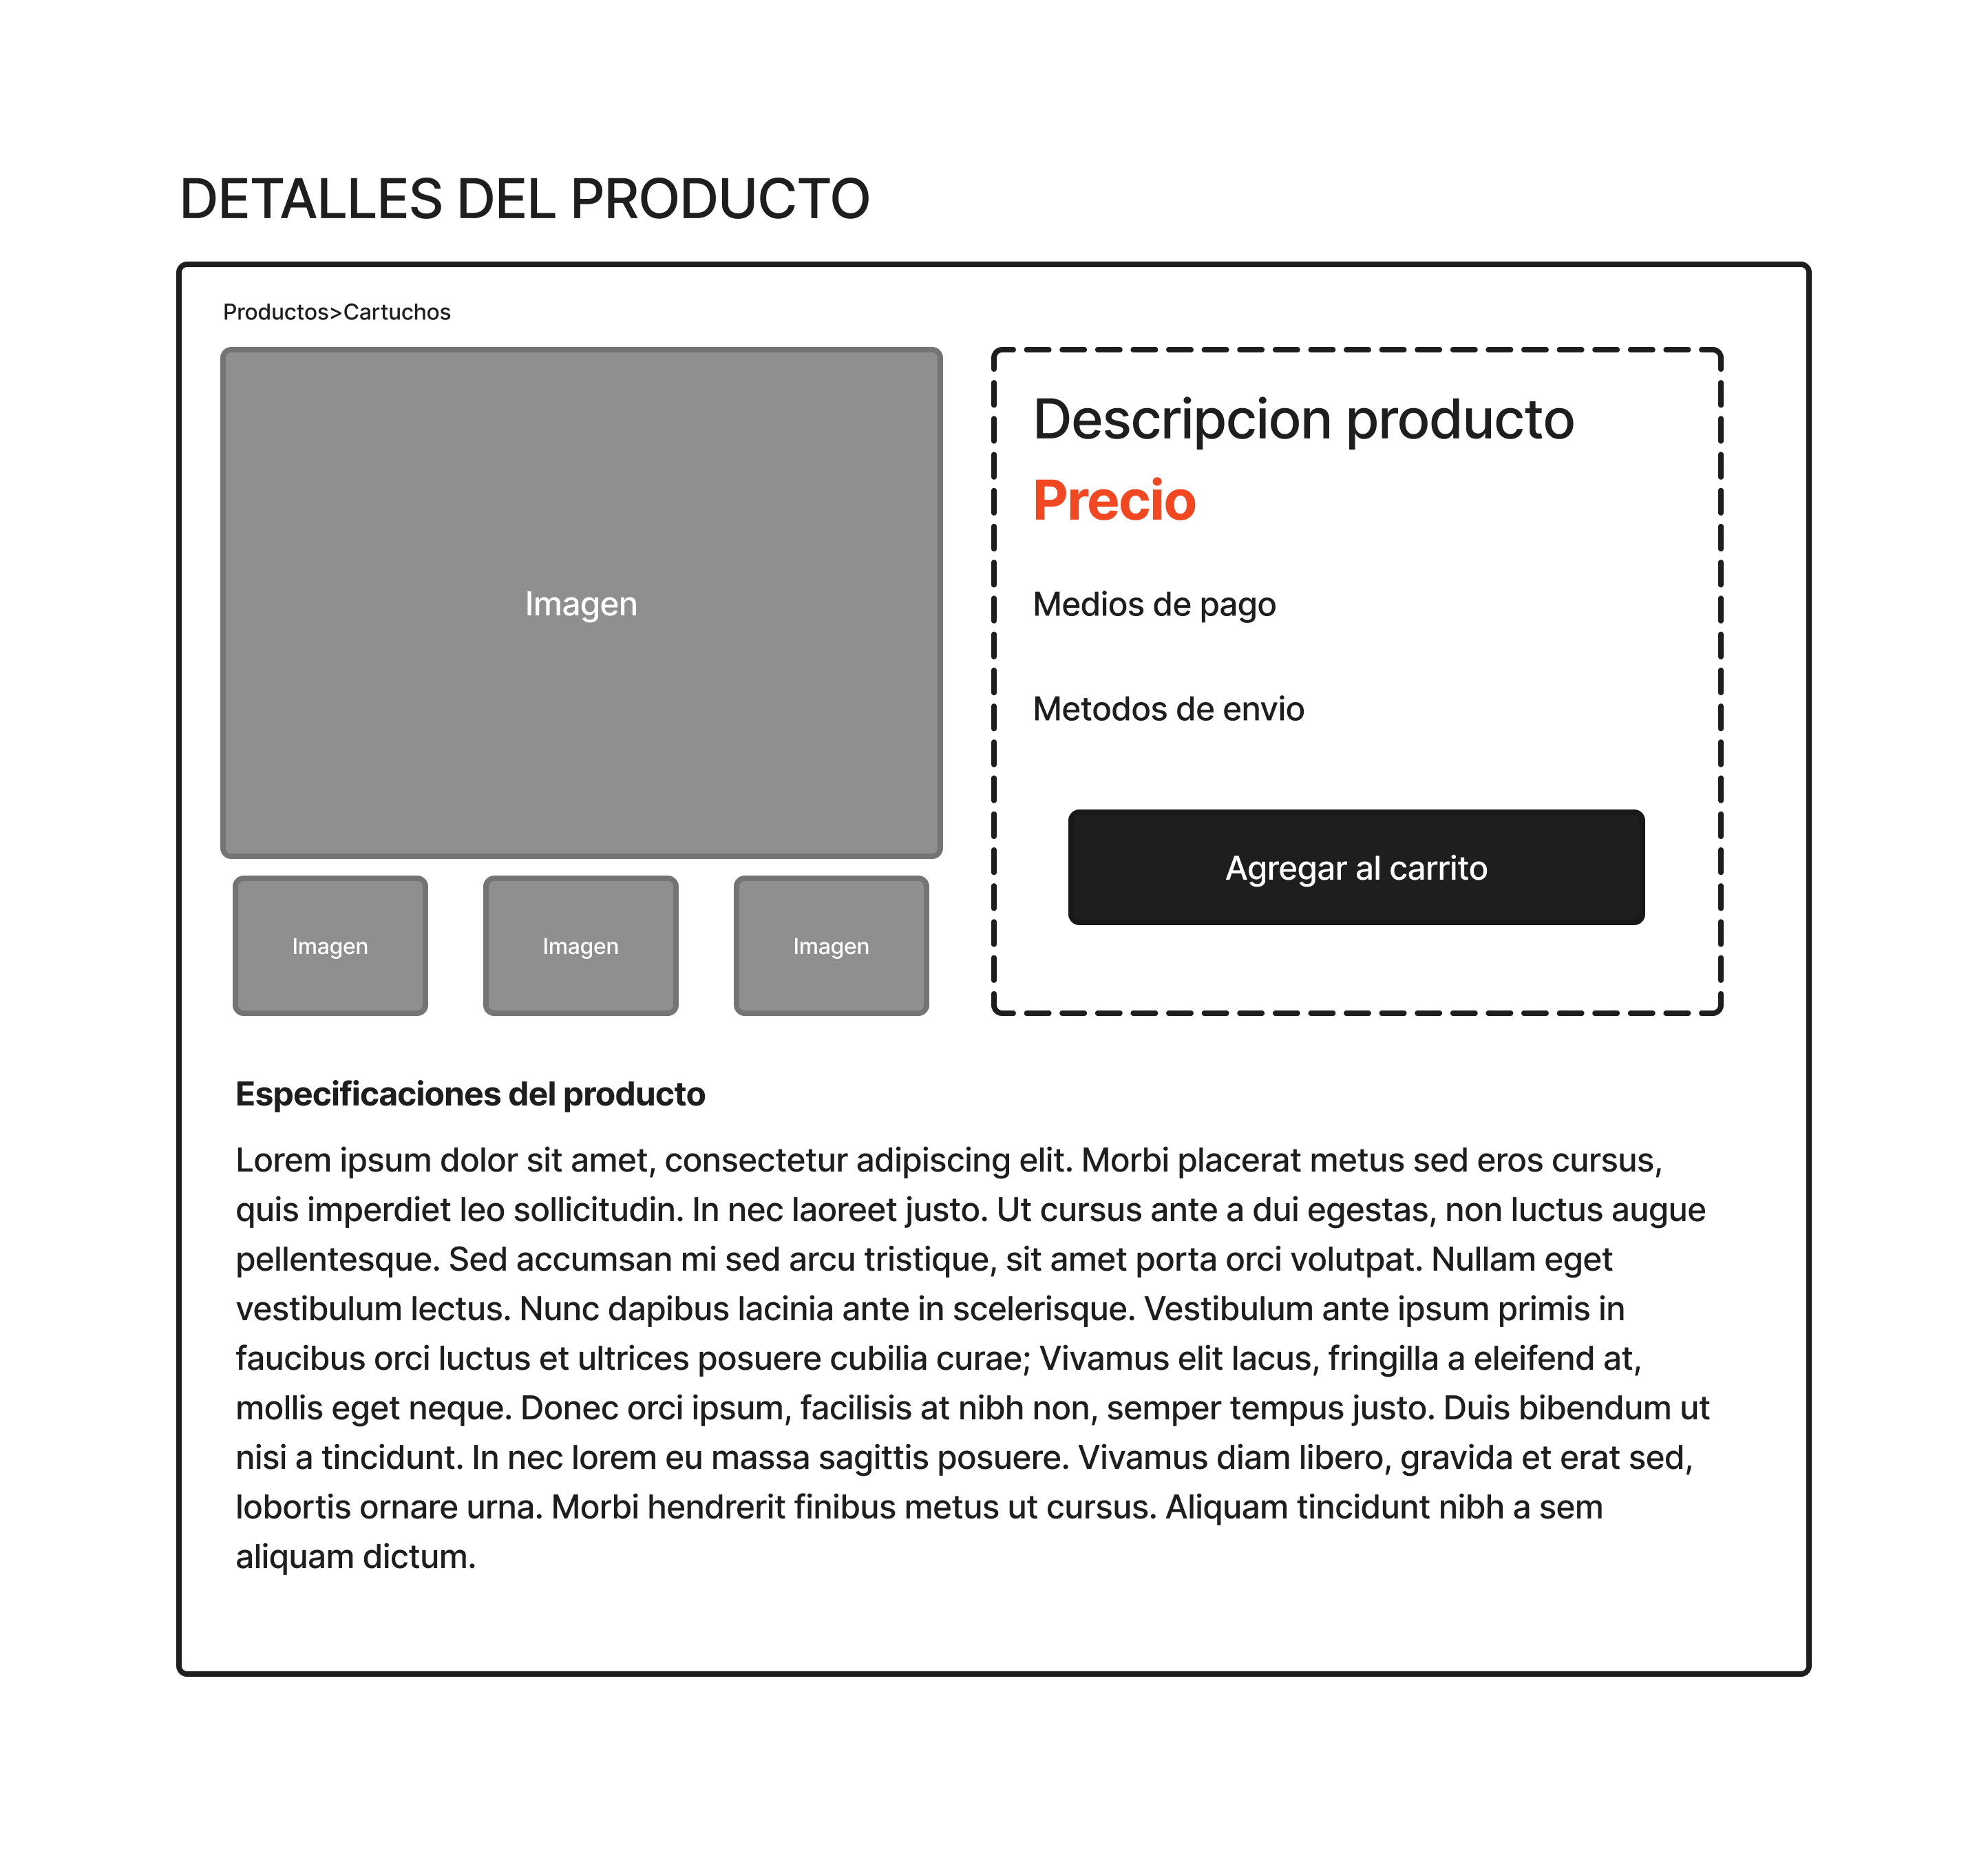 DETALLES DEL PRODUCTO
Productos>Cartuchos
Imagen
Imagen
Imagen
Imagen
Descripcion producto
Precio
Medios de pago
Metodos de envio
Agregar al carrito
Especificaciones del producto
Lorem ipsum dolor sit amet, consectetur adipiscing elit. Morbi placerat metus sed eros cursus,
quis imperdiet leo sollicitudin. In nec laoreet justo. Ut cursus ante a dui egestas, non luctus augue
pellentesque. Sed accumsan mi sed arcu tristique, sit amet porta orci volutpat. Nullam eget
vestibulum lectus. Nunc dapibus lacinia ante in scelerisque. Vestibulum ante ipsum primis in
faucibus orci luctus et ultrices posuere cubilia curae; Vivamus elit lacus, fringilla a eleifend at,
mollis eget neque. Donec orci ipsum, facilisis at nibh non, semper tempus justo. Duis bibendum ut
nisi a tincidunt. In nec lorem eu massa sagittis posuere. Vivamus diam libero, gravida et erat sed,
lobortis ornare urna. Morbi hendrerit finibus metus ut cursus. Aliquam tincidunt nibh a sem
aliquam dictum.